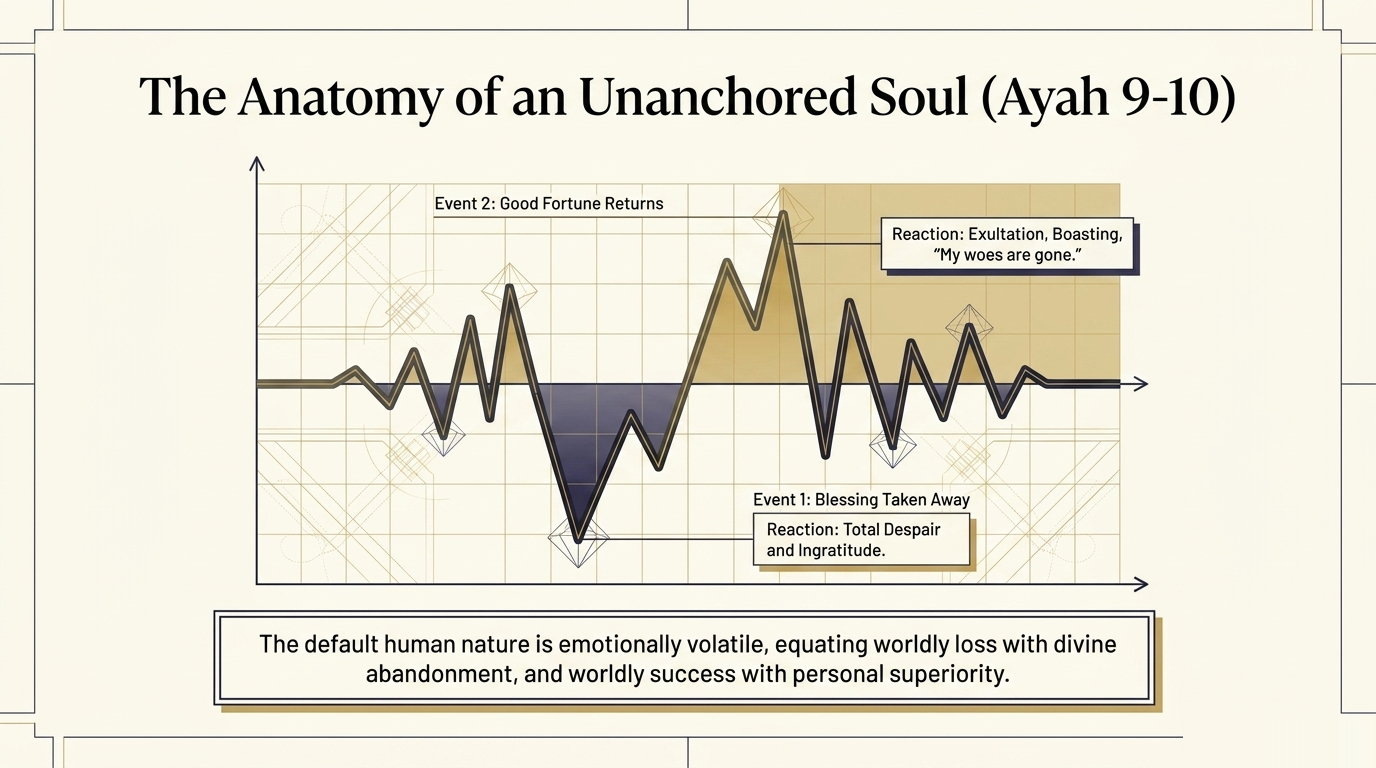 The Anatomy of an Unanchored Soul (Ayah 9-10)
Event 2: Good Fortune Returns
Reaction: Exultation, Boasting,
“My woes are gone.”
Event 1: Blessing Taken Away
Reaction: Total Despair
and Ingratitude.
The default human nature is emotionally volatile, equating worldly loss with divine
abandonment, and worldly success with personal superiority.